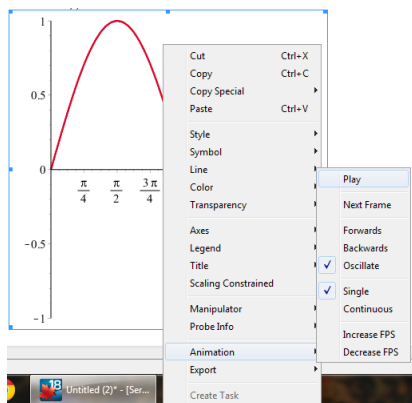 1
0.5
0
π/4 π/2 3π/4
-0.5
-1
Cut Ctrl+X
Copy Ctrl+C
Copy Special
Paste Ctrl+V
Style
Symbol
Line
Color
Transparency
Axes
Legend
Title
Scaling Constrained
Manipulator
Probe Info
Animation
Export
Create Task
Play
Next Frame
Forwards
Backwards
Oscillate
Single
Continuous
Increase FPS
Decrease FPS
18 Untitled (2)* - [Ser...